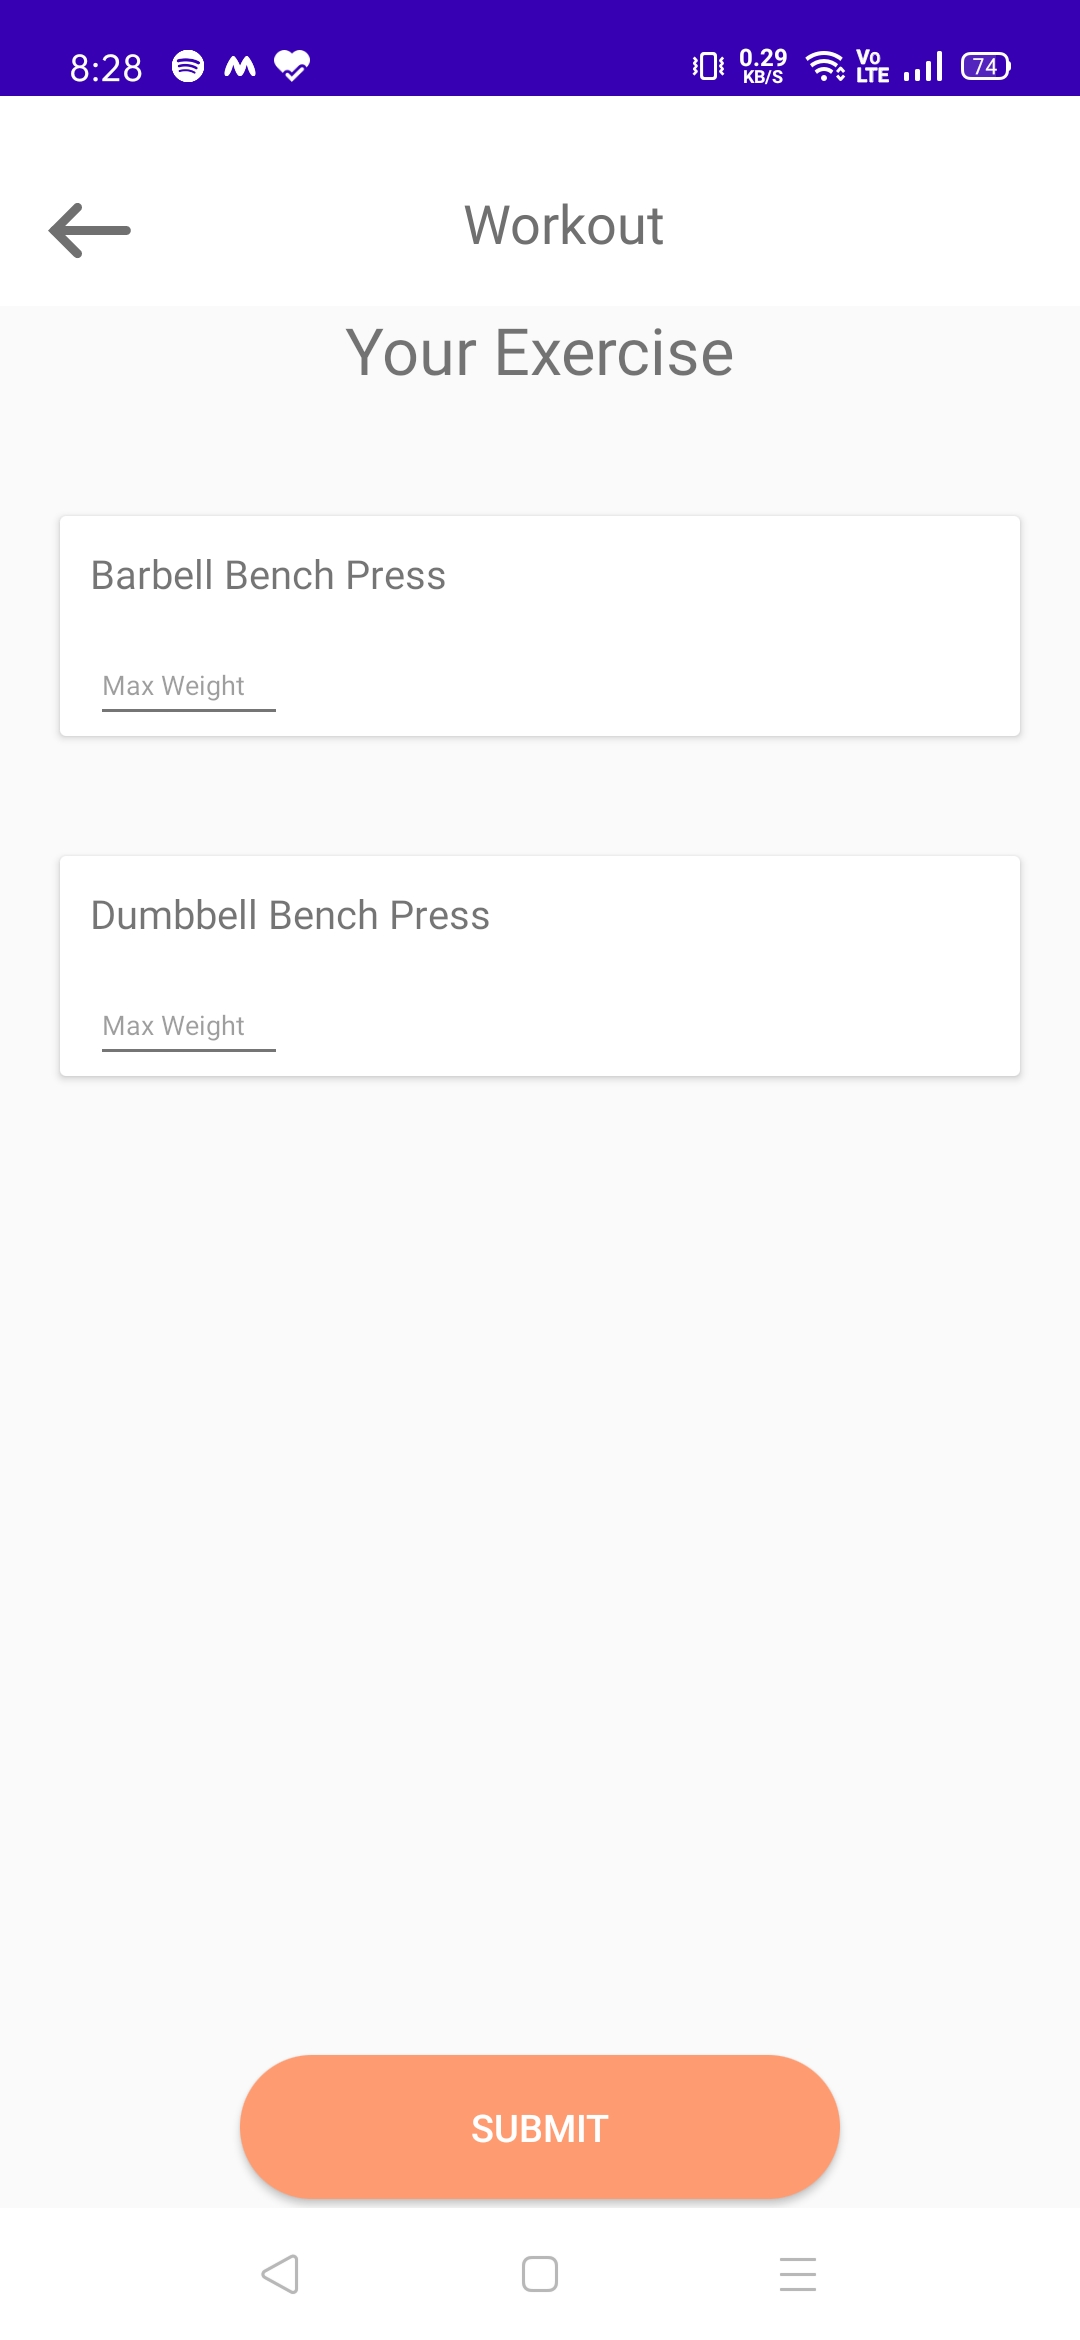 8:28 0.29 KB/S Vo LTE 74
Workout
Your Exercise
Barbell Bench Press
Max Weight
Dumbbell Bench Press
Max Weight
SUBMIT